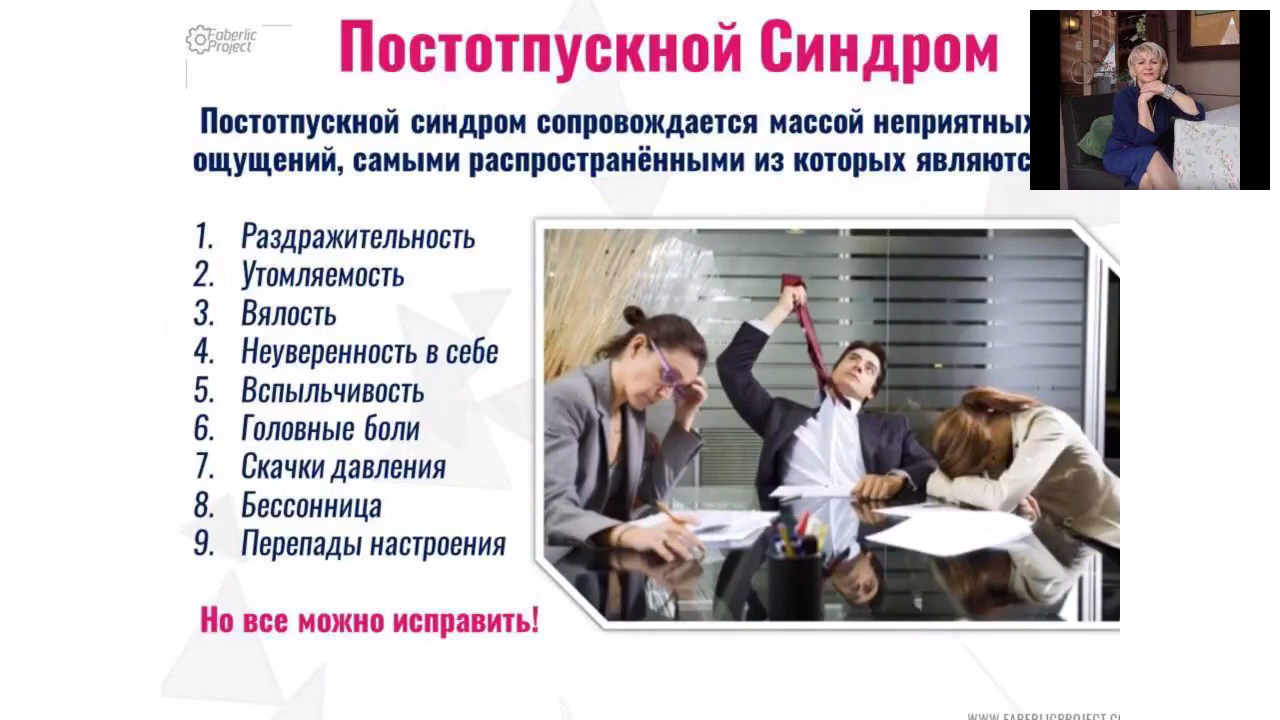 Faberlic
Project
Постотпускной Синдром
Постотпускной синдром сопровождается массой неприятных
ощущений, самыми распространёнными из которых являютс
1. Раздражительность
2. Утомляемость
3. Вялость
4. Неуверенность в себе
5. Вспыльчивость
6. Головные боли
7. Скачки давления
8. Бессонница
9. Перепады настроения
Но все можно исправить!
WWW.FABERLICPROJECT.C